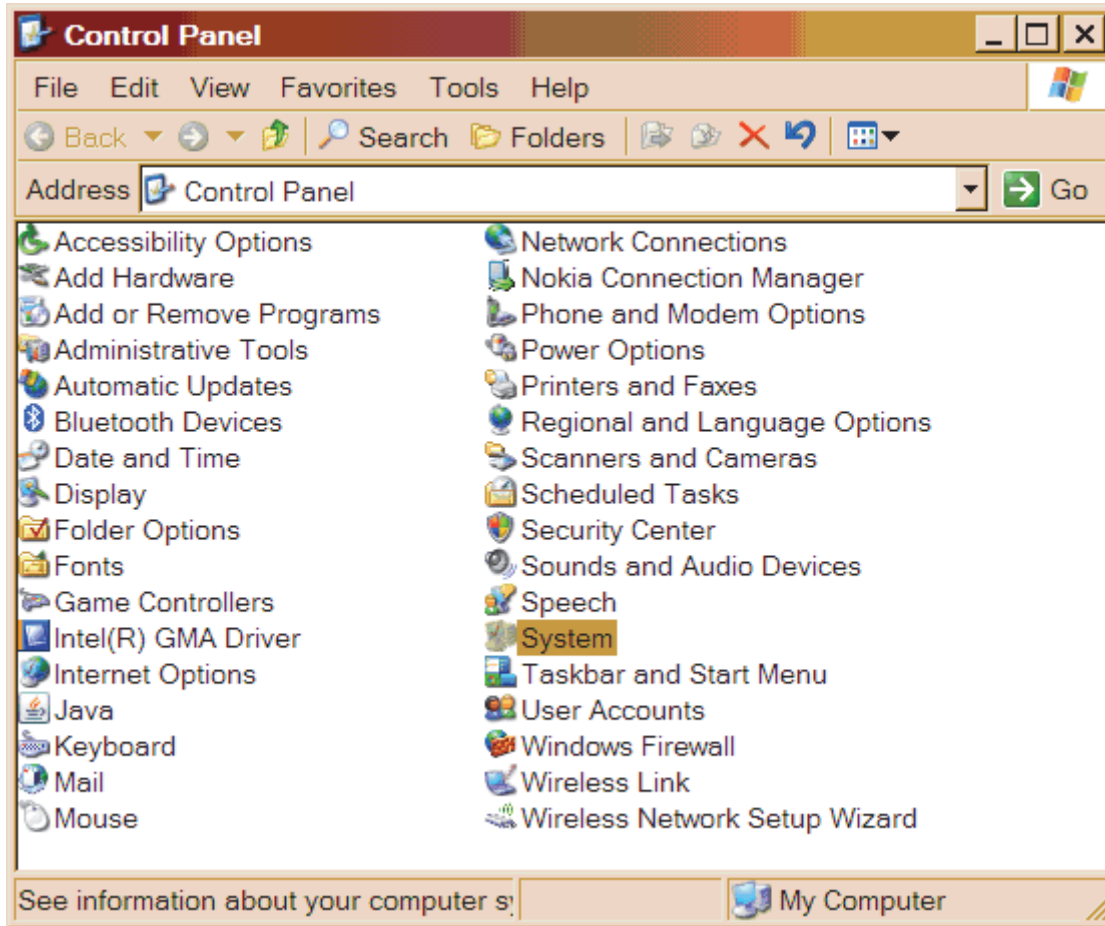 Control Panel
File Edit View Favorites Tools Help
Back Search Folders
Address Control Panel Go
Accessibility Options
Add Hardware
Add or Remove Programs
Administrative Tools
Automatic Updates
Bluetooth Devices
Date and Time
Display
Folder Options
Fonts
Game Controllers
Intel(R) GMA Driver
Internet Options
Java
Keyboard
Mail
Mouse
Network Connections
Nokia Connection Manager
Phone and Modem Options
Power Options
Printers and Faxes
Regional and Language Options
Scanners and Cameras
Scheduled Tasks
Security Center
Sounds and Audio Devices
Speech
System
Taskbar and Start Menu
User Accounts
Windows Firewall
Wireless Link
Wireless Network Setup Wizard
See information about your computer sy My Computer